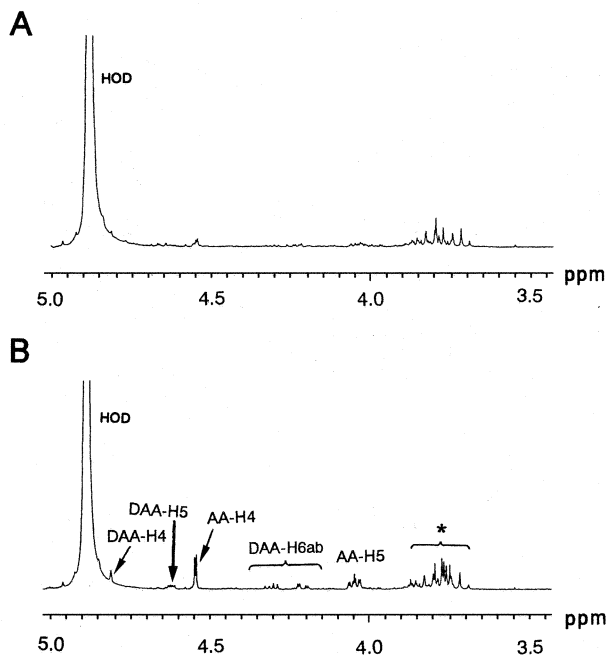 A
HOD
ppm
5.0 4.5 4.0 3.5
B
HOD
DAA-H5
AA-H4
DAA-H4
DAA-H6ab
AA-H5
*
ppm
5.0 4.5 4.0 3.5